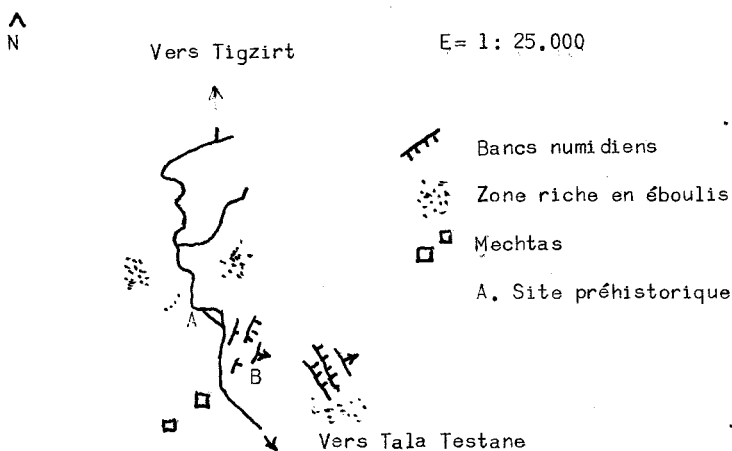 N
Vers Tigzirt
E= 1: 25.000
Bancs numidiens
Zone riche en éboulis
Mechtas
A. Site préhistorique
A
B
Vers Tala Testane